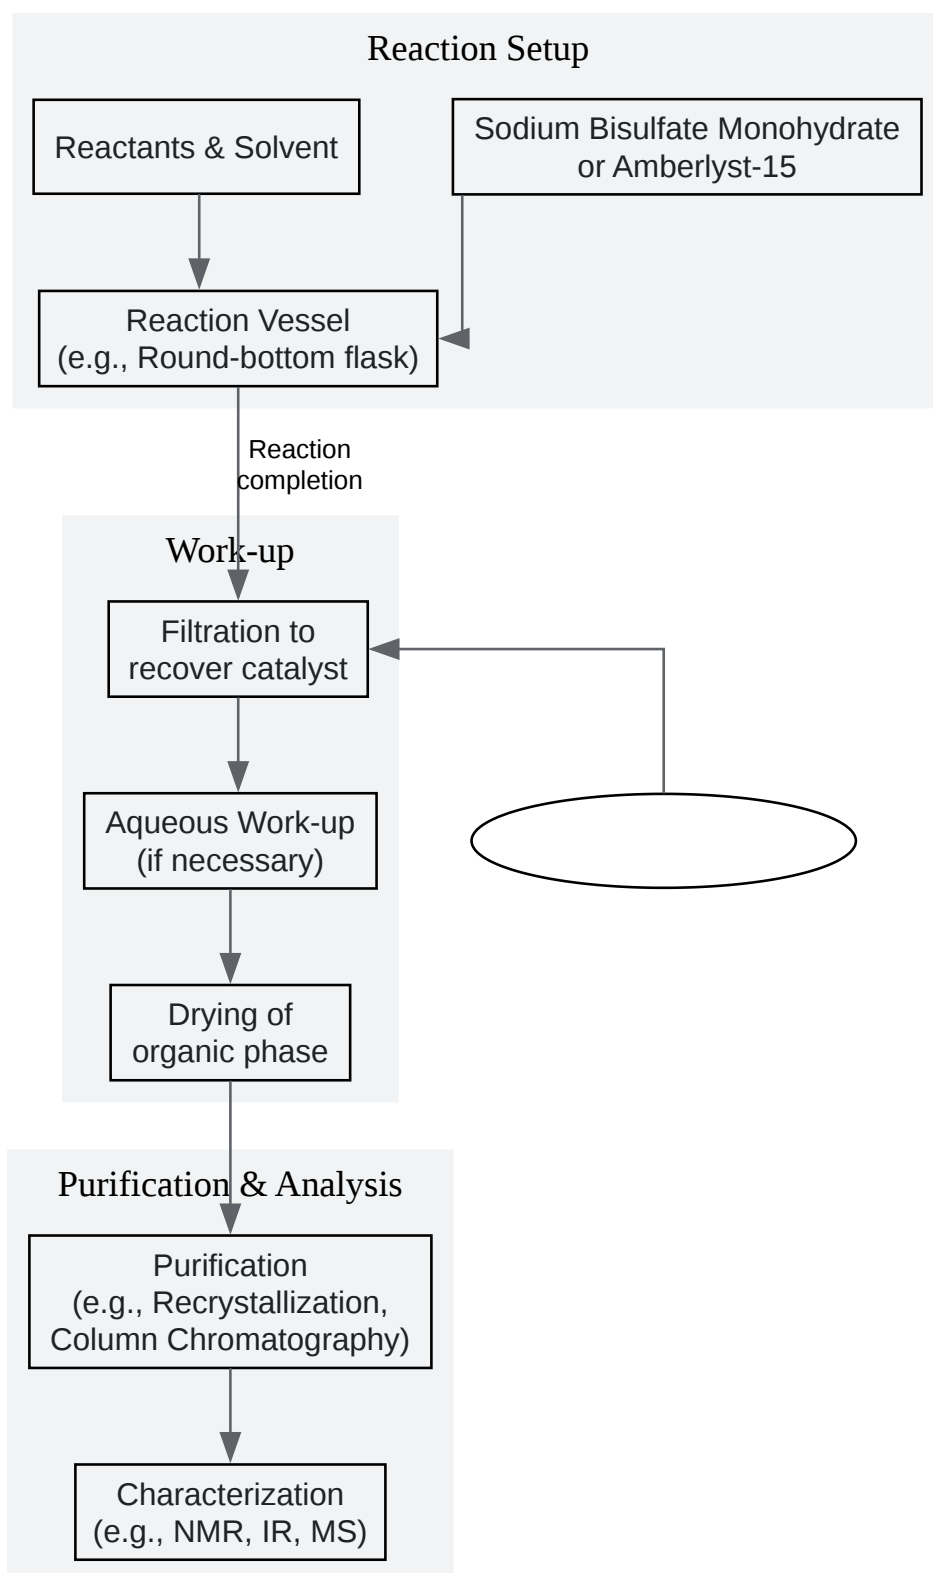 Reaction Setup
Reactants & Solvent
Sodium Bisulfate Monohydrate
or Amberlyst-15
Reaction Vessel
(e.g., Round-bottom flask)
Reaction
completion
Work-up
Filtration to
recover catalyst
Aqueous Work-up
(if necessary)
Drying of
organic phase
Purification & Analysis
Purification
(e.g., Recrystallization,
Column Chromatography)
Characterization
(e.g., NMR, IR, MS)